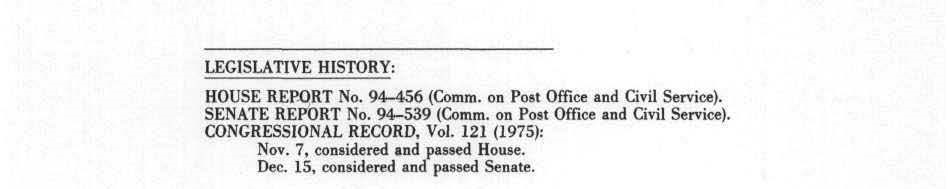 LEGISLATIVE HISTORY:
HOUSE REPORT No. 94–456 (Comm. on Post Office and Civil Service).
SENATE REPORT No. 94–539 (Comm. on Post Office and Civil Service).
CONGRESSIONAL RECORD, Vol. 121 (1975):
Nov. 7, considered and passed House.
Dec. 15, considered and passed Senate.